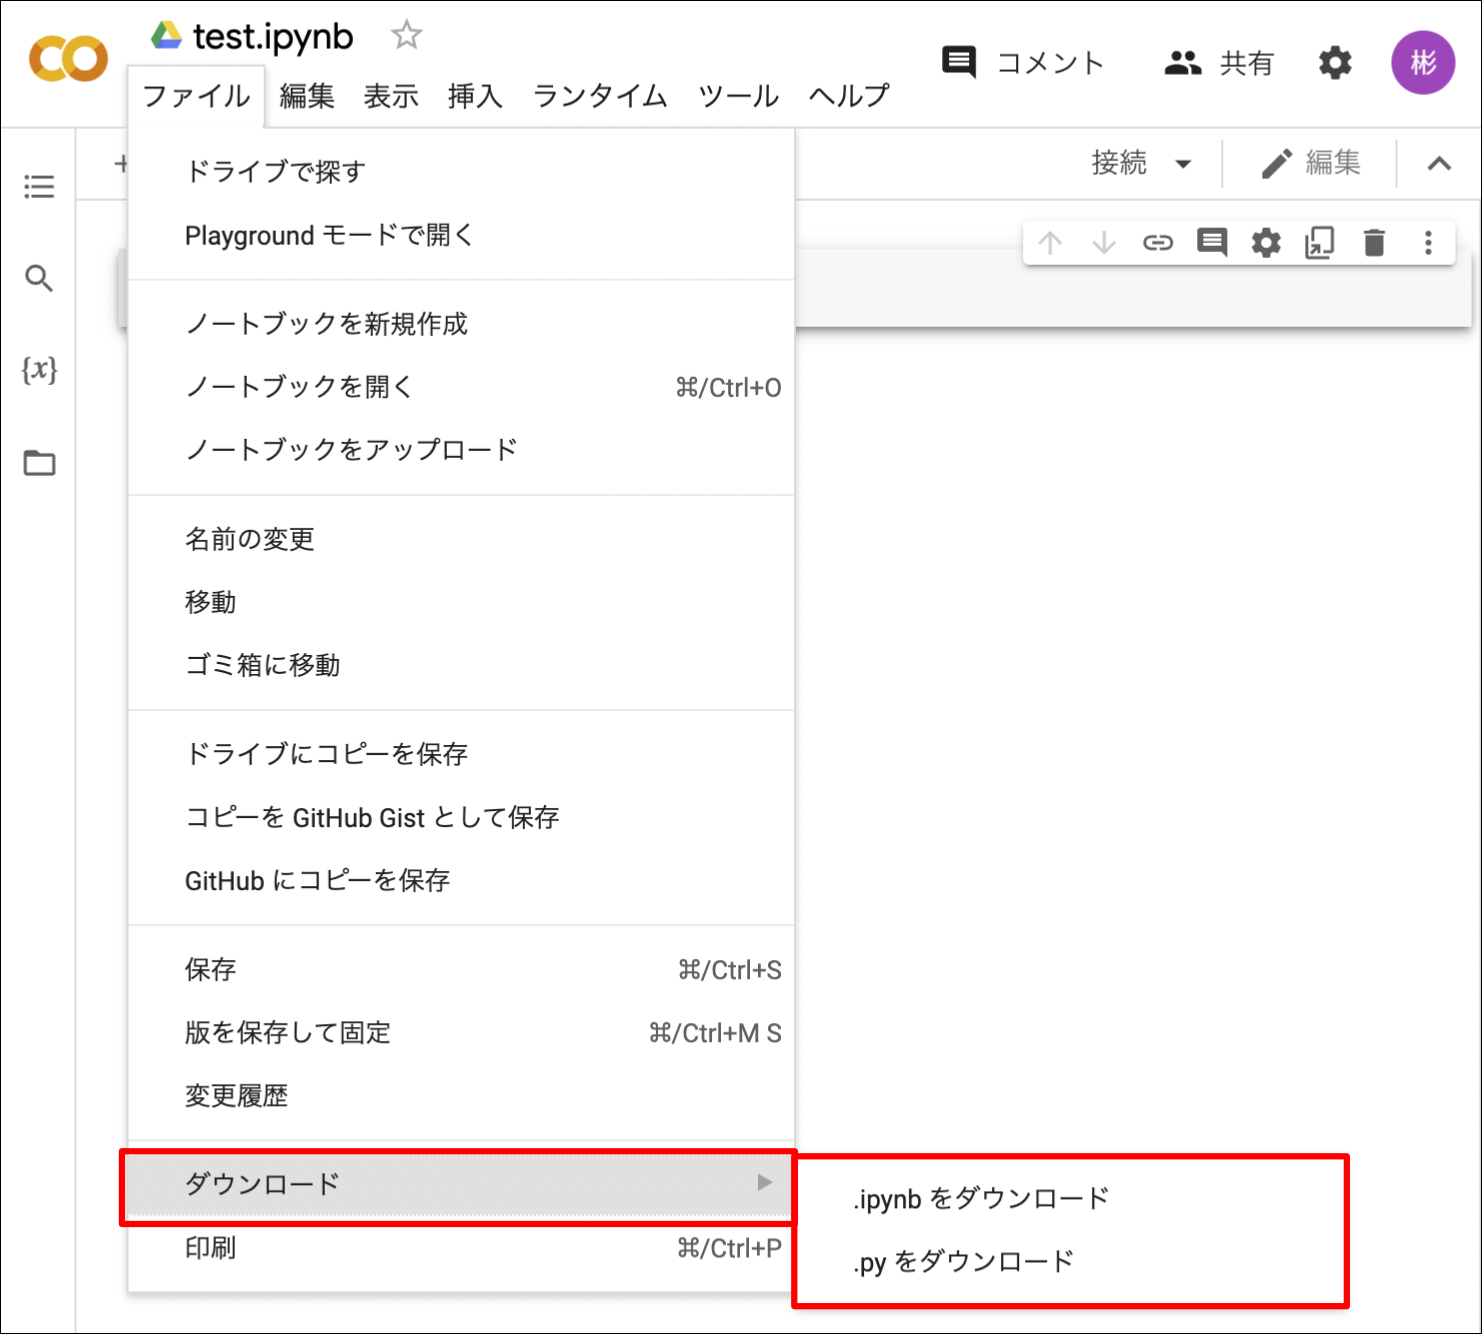 test.ipynb
コメント
共有
彬
ファイル 編集 表示 挿入 ランタイム ツール ヘルプ
接続
編集
ドライブで探す
Playground モードで開く
ノートブックを新規作成
ノートブックを開く ⌘/Ctrl+O
ノートブックをアップロード
名前の変更
移動
ゴミ箱に移動
ドライブにコピーを保存
コピーを GitHub Gist として保存
GitHub にコピーを保存
保存 ⌘/Ctrl+S
版を保存して固定 ⌘/Ctrl+M S
変更履歴
ダウンロード
.ipynb をダウンロード
.py をダウンロード
印刷 ⌘/Ctrl+P
{x}